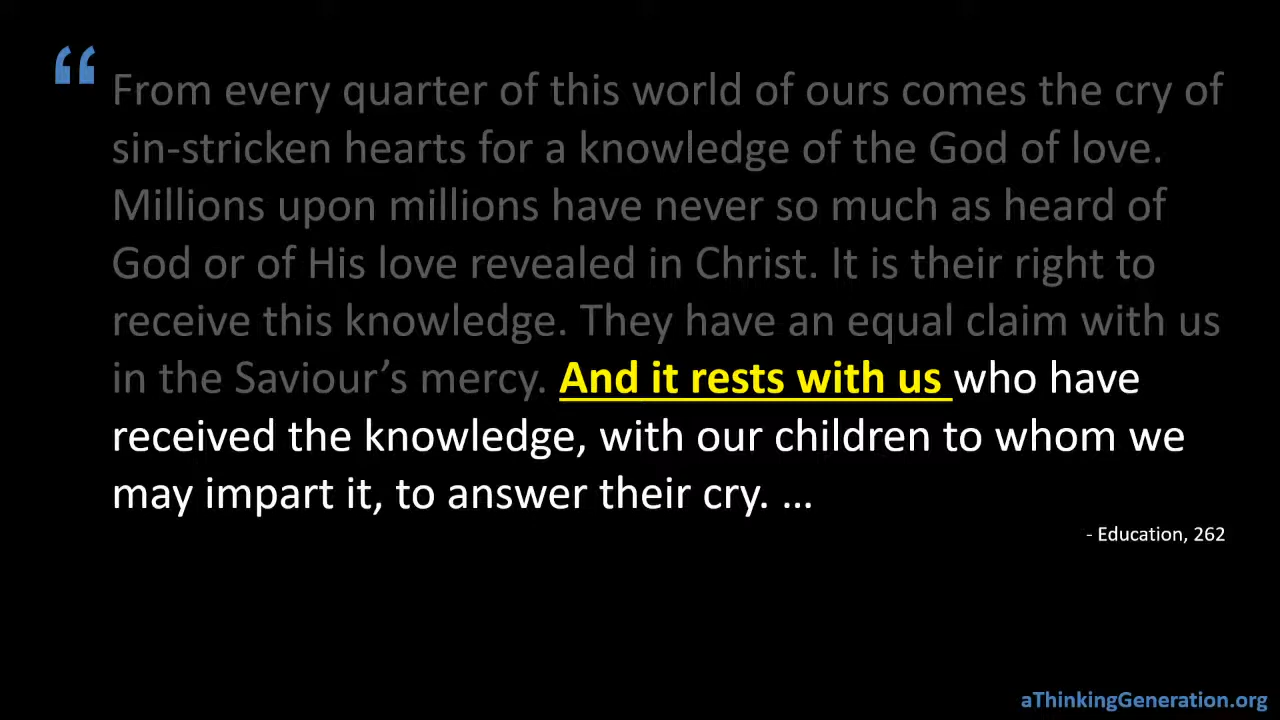 “ From every quarter of this world of ours comes the cry of
sin-stricken hearts for a knowledge of the God of love.
Millions upon millions have never so much as heard of
God or of His love revealed in Christ. It is their right to
receive this knowledge. They have an equal claim with us
in the Saviour’s mercy. And it rests with us who have
received the knowledge, with our children to whom we
may impart it, to answer their cry. …
- Education, 262
aThinkingGeneration.org